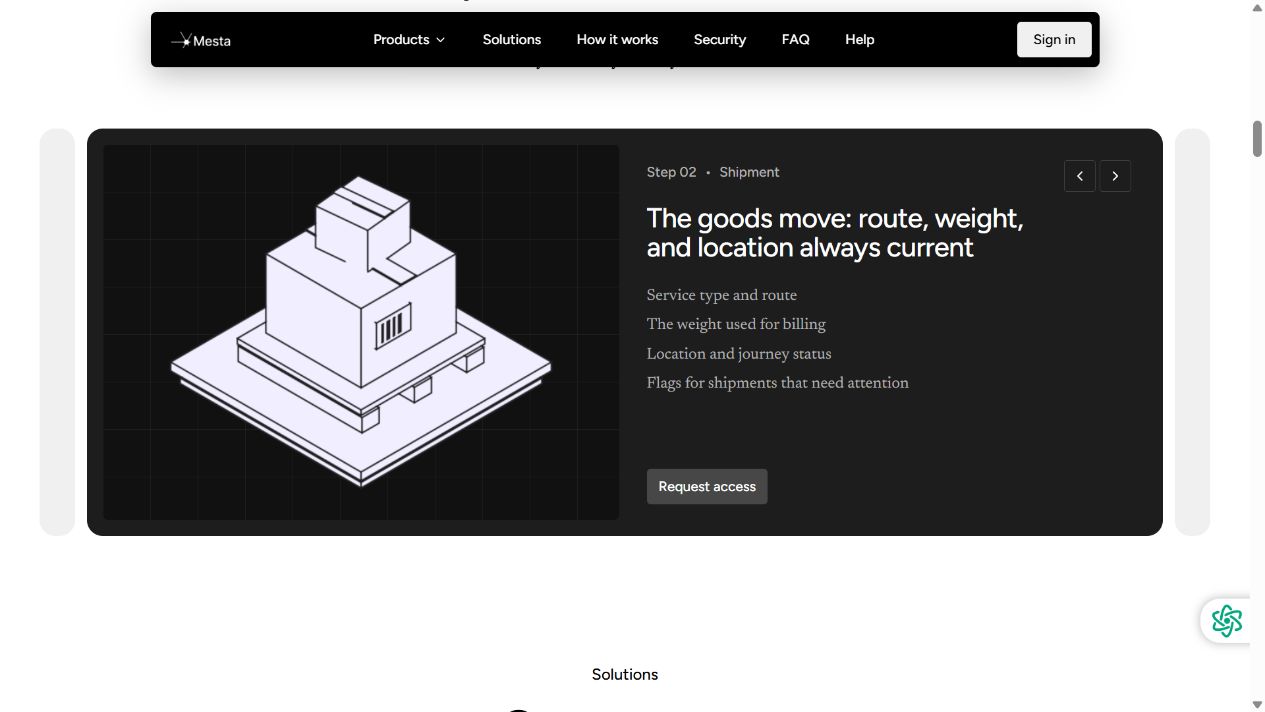 Mesta
Products
Solutions
How it works
Security
FAQ
Help
Sign in
Step 02 • Shipment
The goods move: route, weight,
and location always current
Service type and route
The weight used for billing
Location and journey status
Flags for shipments that need attention
Request access
Solutions